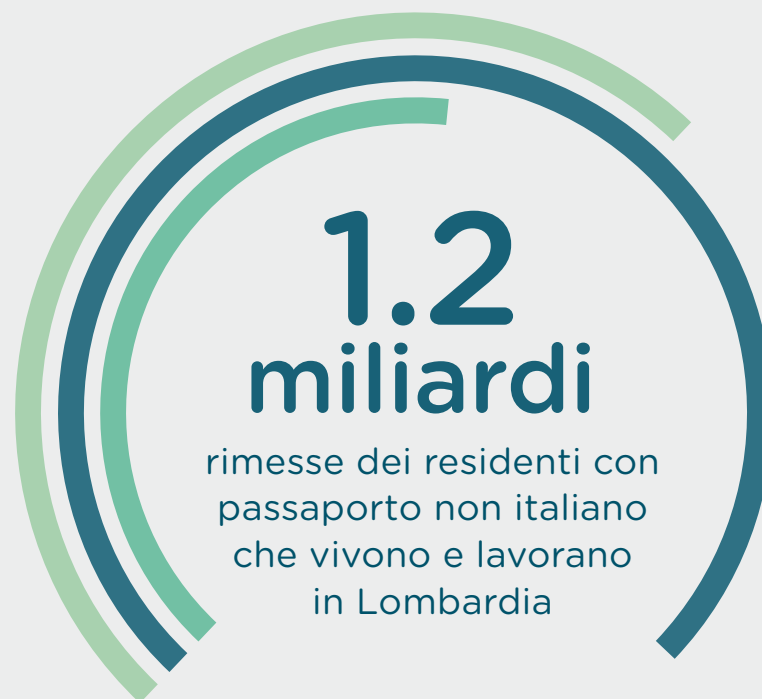 1.2
miliardi
rimesse dei residenti con
passaporto non italiano
che vivono e lavorano
in Lombardia